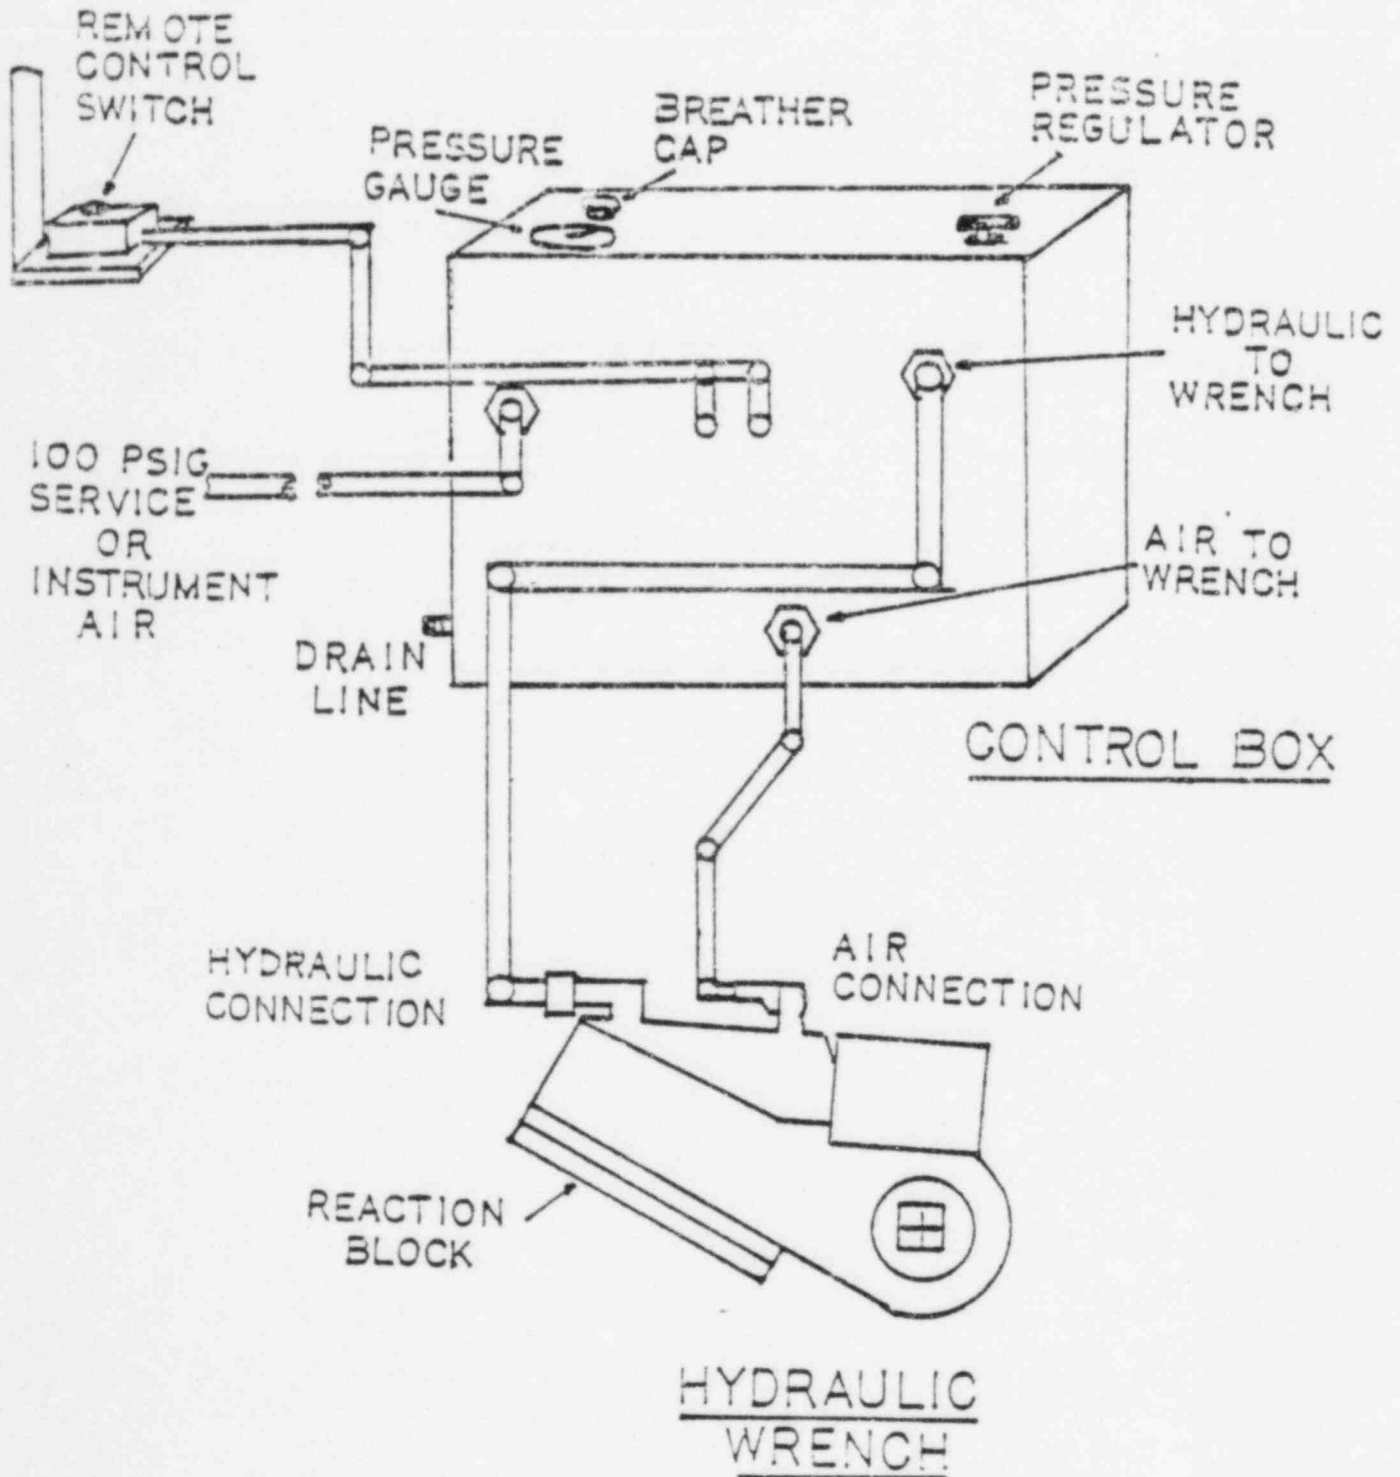 REMOTE
CONTROL
SWITCH
PRESSURE
GAUGE
BREATHER
CAP
PRESSURE
REGULATOR
HYDRAULIC
TO
WRENCH
100 PSIG
SERVICE
OR
INSTRUMENT
AIR
AIR TO
WRENCH
DRAIN
LINE
CONTROL BOX
HYDRAULIC
CONNECTION
AIR
CONNECTION
REACTION
BLOCK
HYDRAULIC
WRENCH